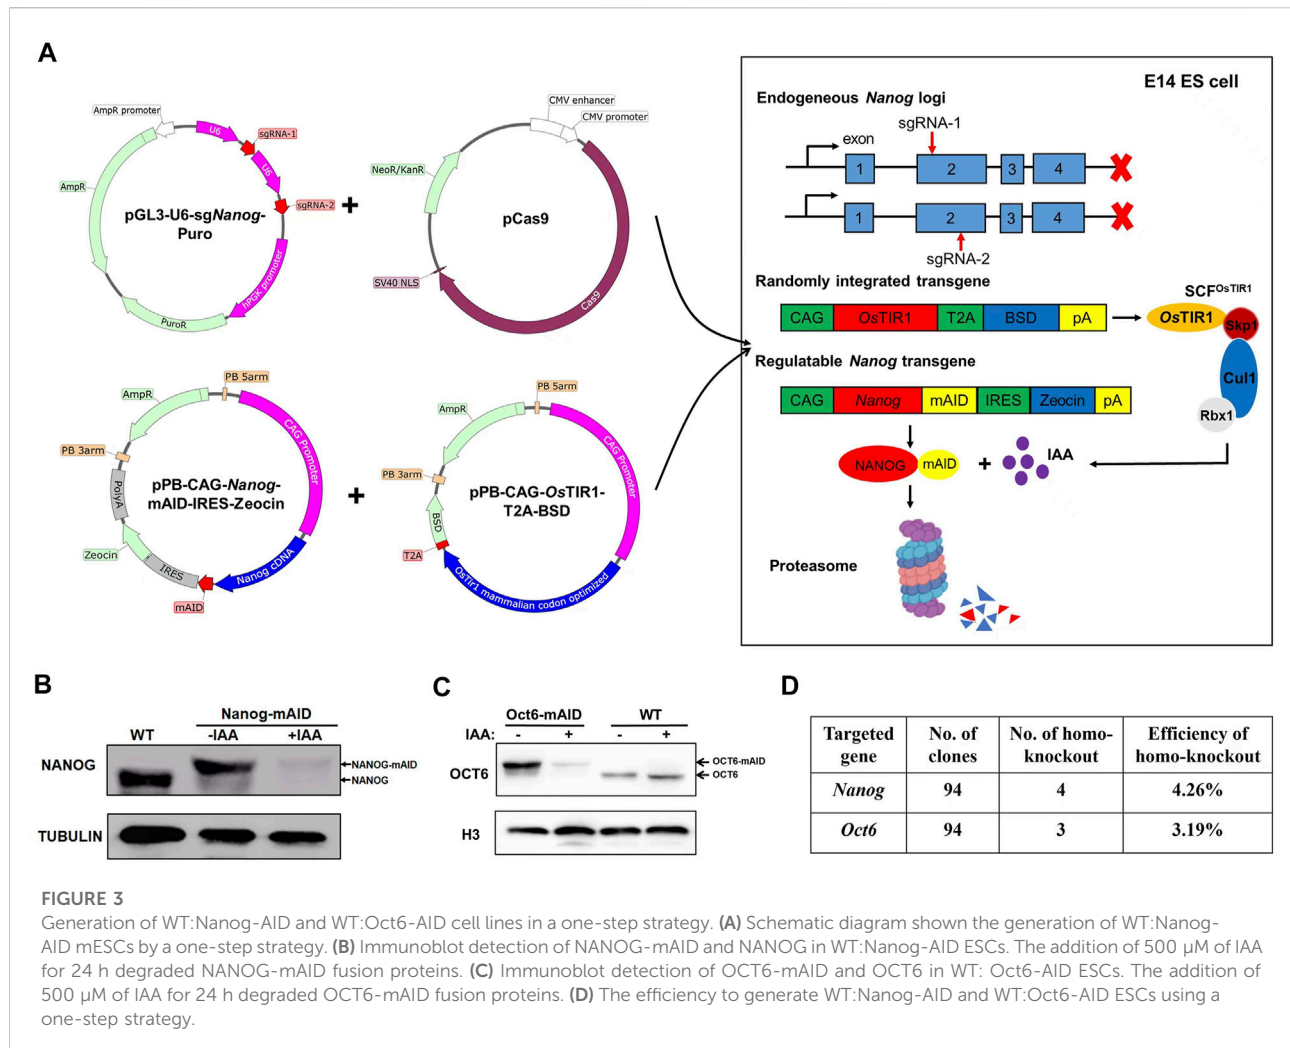 A
AmpR promoter
U6
sgRNA-1
U6
sgRNA-2
AmpR
pGL3-U6-sgNanog-
Puro
hPGK promoter
PuroR
+
CMV enhancer
CMV promoter
NeoR/KanR
pCas9
SV40 NLS
Cas9
PB 5arm
AmpR
CAG Promoter
PB 3arm
PolyA
pPB-CAG-Nanog-
mAID-IRES-Zeocin
Zeocin
IRES
Nanog cDNA
mAID
+
PB 5arm
AmpR
CAG Promoter
PB 3arm
pPB-CAG-OsTIR1-
T2A-BSD
BSD
T2A
OsTir1 mammalian codon optimized
E14 ES cell
Endogeneous Nanog logi
sgRNA-1
exon
1 2 3 4
1 2 3 4
sgRNA-2
Randomly integrated transgene
SCFOsTIR1
CAG OsTIR1 T2A BSD pA
OsTIR1
Skp1
Cul1
Rbx1
Regulatable Nanog transgene
CAG Nanog mAID IRES Zeocin pA
NANOG mAID + IAA
Proteasome
B
Nanog-mAID
WT -IAA +IAA
NANOG
NANOG-mAID
NANOG
TUBULIN
C
Oct6-mAID WT
IAA: - + - +
OCT6
OCT6-mAID
OCT6
H3
D
Targeted gene No. of clones No. of homo-knockout Efficiency of homo-knockout
Nanog 94 4 4.26%
Oct6 94 3 3.19%
FIGURE 3
Generation of WT:Nanog-AID and WT:Oct6-AID cell lines in a one-step strategy. (A) Schematic diagram shown the generation of WT:Nanog-
AID mESCs by a one-step strategy. (B) Immunoblot detection of NANOG-mAID and NANOG in WT:Nanog-AID ESCs. The addition of 500 µM of IAA
for 24 h degraded NANOG-mAID fusion proteins. (C) Immunoblot detection of OCT6-mAID and OCT6 in WT: Oct6-AID ESCs. The addition of
500 µM of IAA for 24 h degraded OCT6-mAID fusion proteins. (D) The efficiency to generate WT:Nanog-AID and WT:Oct6-AID ESCs using a
one-step strategy.